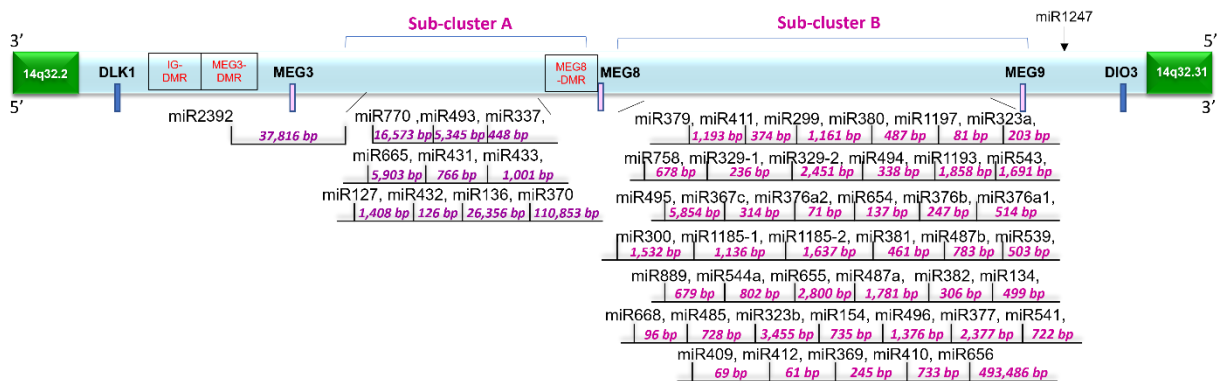 Sub-cluster A
Sub-cluster B
miR1247
3’
5’
14q32.2
DLK1
IG-
DMR
MEG3-
DMR
MEG3
MEG8
-DMR
MEG8
MEG9
DIO3
14q32.31
5’
3’
miR2392
37,816 bp
miR770 ,miR493, miR337,
16,573 bp 5,345 bp 448 bp
miR665, miR431, miR433,
5,903 bp 766 bp 1,001 bp
miR127, miR432, miR136, miR370
1,408 bp 126 bp 26,356 bp 110,853 bp
miR379, miR411, miR299, miR380, miR1197, miR323a,
1,193 bp 374 bp 1,161 bp 487 bp 81 bp 203 bp
miR758, miR329-1, miR329-2, miR494, miR1193, miR543,
678 bp 236 bp 2,451 bp 338 bp 1,858 bp 1,691 bp
miR495, miR367c, miR376a2, miR654, miR376b, miR376a1,
5,854 bp 314 bp 71 bp 137 bp 247 bp 514 bp
miR300, miR1185-1, miR1185-2, miR381, miR487b, miR539,
1,532 bp 1,136 bp 1,637 bp 461 bp 783 bp 503 bp
miR889, miR544a, miR655, miR487a, miR382, miR134,
679 bp 802 bp 2,800 bp 1,781 bp 306 bp 499 bp
miR668, miR485, miR323b, miR154, miR496, miR377, miR541,
96 bp 728 bp 3,455 bp 735 bp 1,376 bp 2,377 bp 722 bp
miR409, miR412, miR369, miR410, miR656
69 bp 61 bp 245 bp 733 bp 493,486 bp